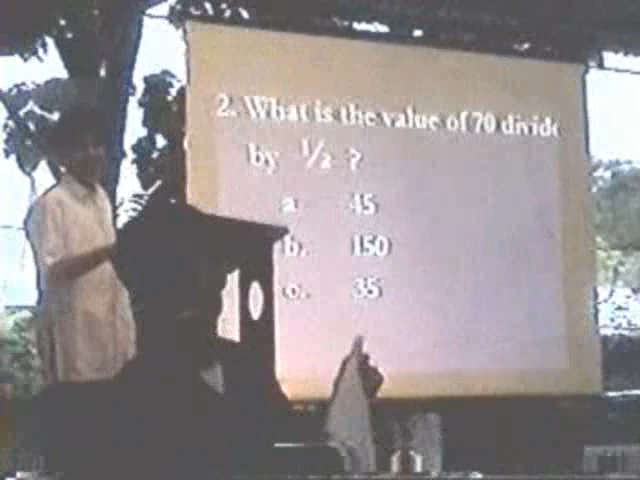 2. What is the value of 70 divide
by ½ ?
a 45
b. 150
c. 35